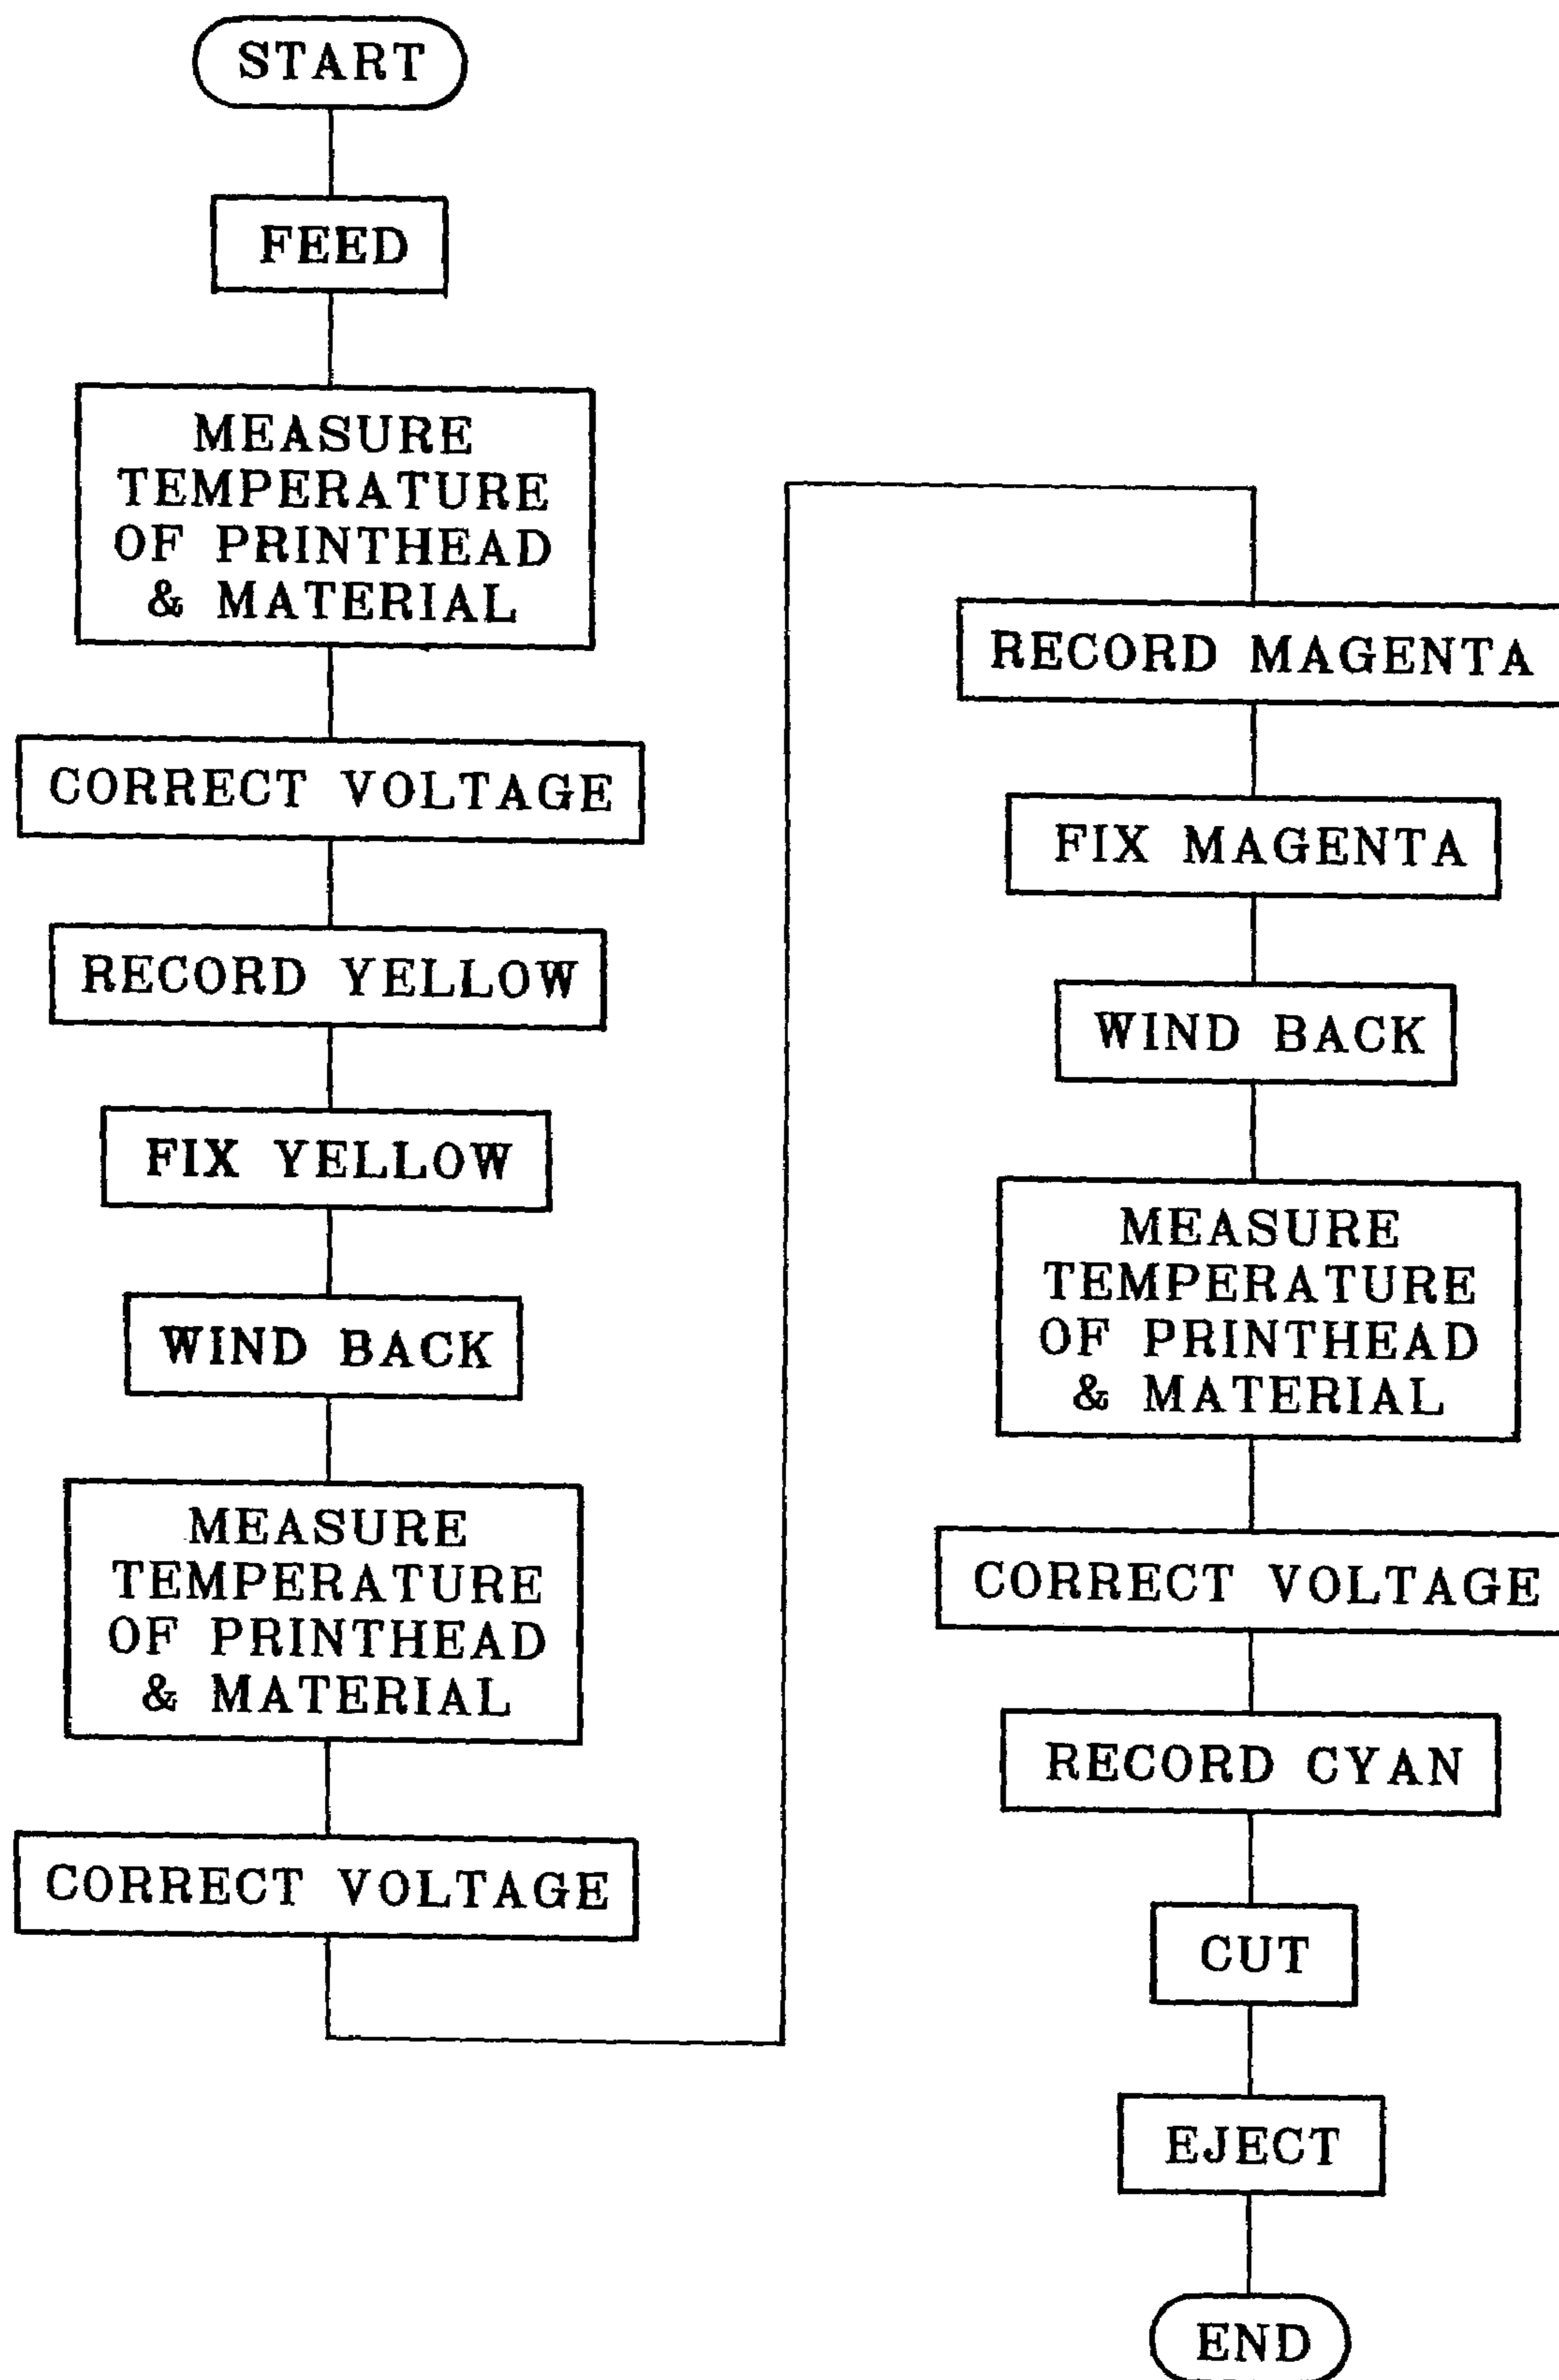 START
FEED
MEASURE
TEMPERATURE
OF PRINTHEAD
& MATERIAL
CORRECT VOLTAGE
RECORD YELLOW
FIX YELLOW
WIND BACK
MEASURE
TEMPERATURE
OF PRINTHEAD
& MATERIAL
CORRECT VOLTAGE
RECORD MAGENTA
FIX MAGENTA
WIND BACK
MEASURE
TEMPERATURE
OF PRINTHEAD
& MATERIAL
CORRECT VOLTAGE
RECORD CYAN
CUT
EJECT
END